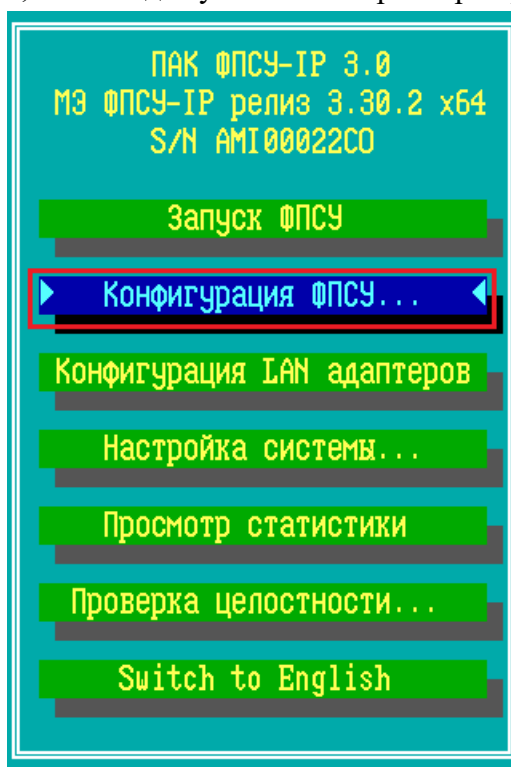 ПАК ФПСУ-IP 3.0
МЭ ФПСУ-IP релиз 3.30.2 x64
S/N AMI00022CO
Запуск ФПСУ
Конфигурация ФПСУ...
Конфигурация LAN адаптеров
Настройка системы...
Просмотр статистики
Проверка целостности...
Switch to English